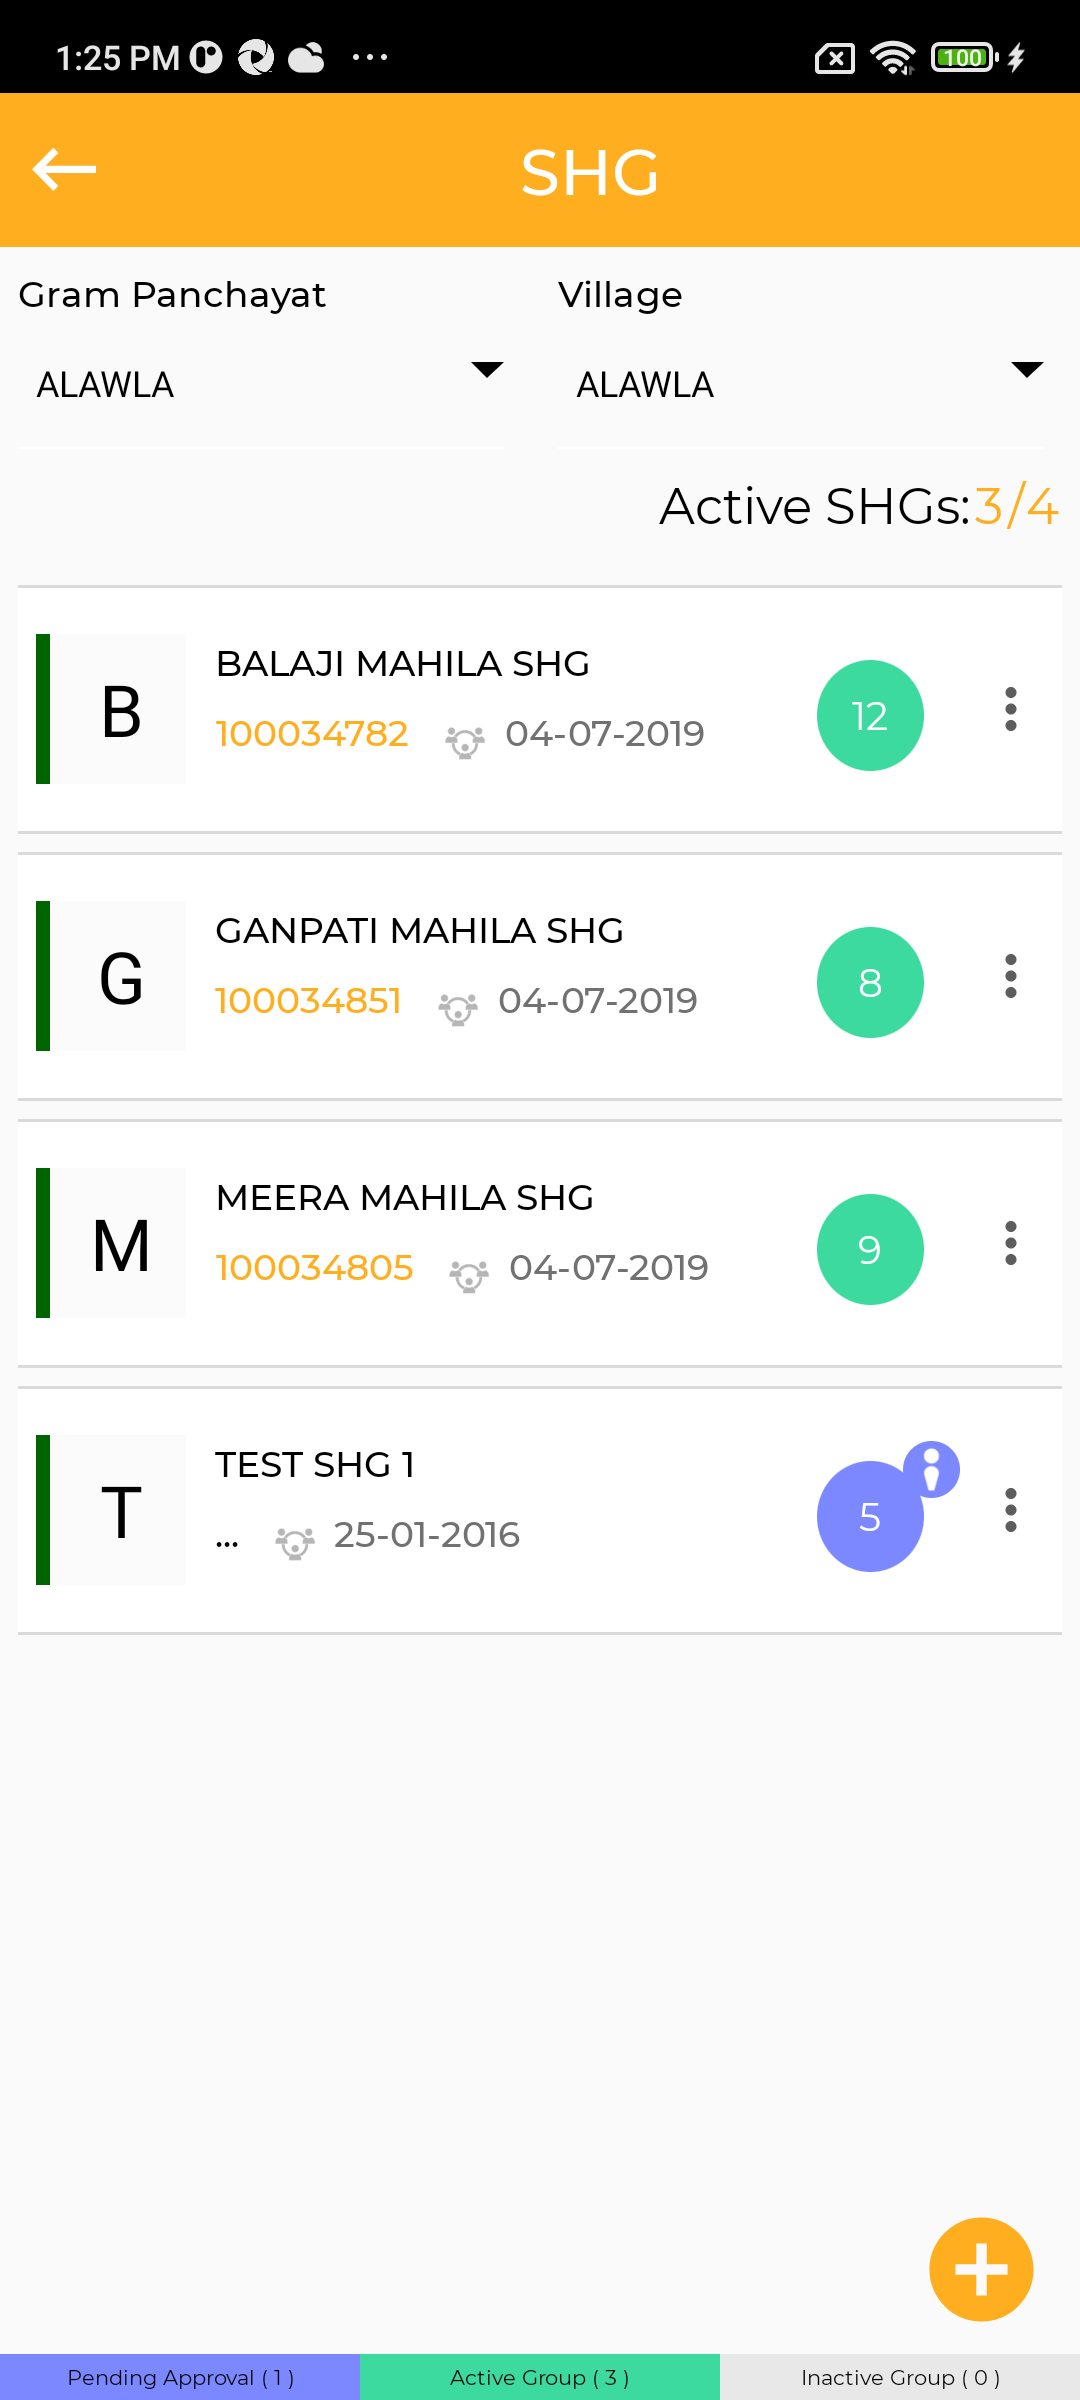 1:25 PM
100
SHG
Gram Panchayat Village
ALAWLA ALAWLA
Active SHGs: 3/4
B BALAJI MAHILA SHG 12
100034782 04-07-2019
G GANPATI MAHILA SHG 8
100034851 04-07-2019
M MEERA MAHILA SHG 9
100034805 04-07-2019
T TEST SHG 1 5
... 25-01-2016
Pending Approval ( 1 ) Active Group ( 3 ) Inactive Group ( 0 )